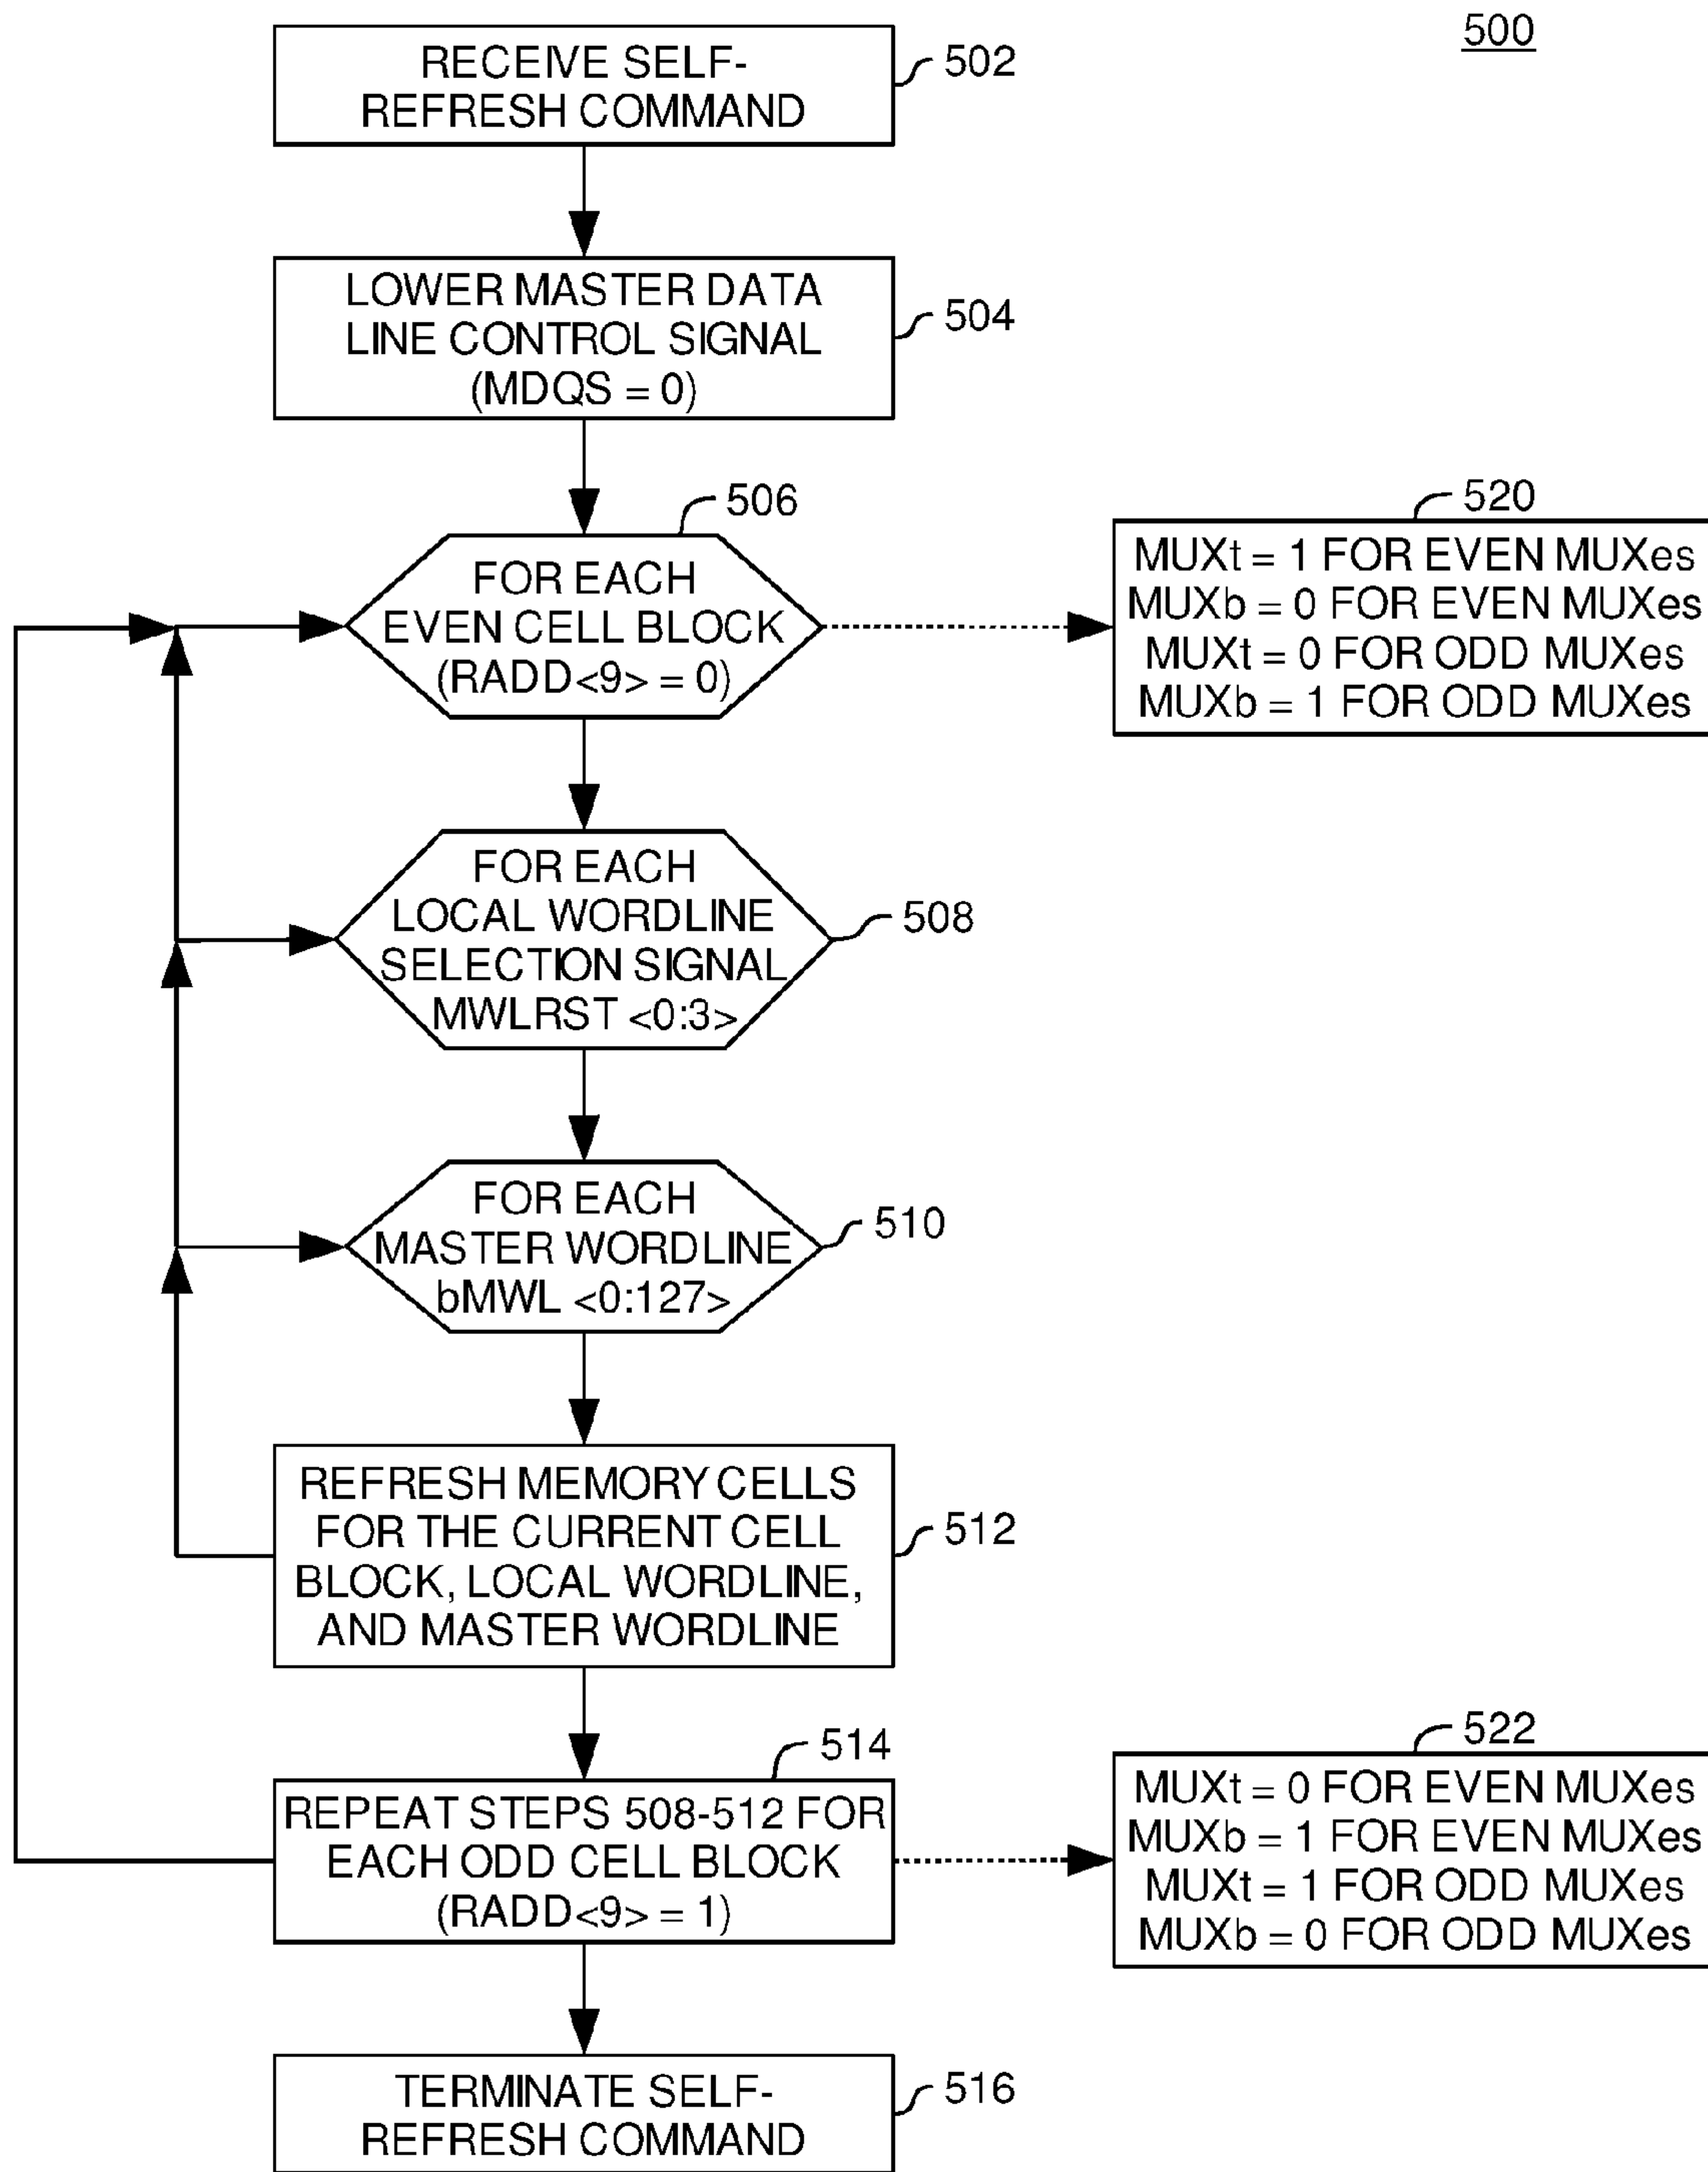 500
RECEIVE SELF-
REFRESH COMMAND
502
LOWER MASTER DATA
LINE CONTROL SIGNAL
(MDQS = 0)
504
506
FOR EACH
EVEN CELL BLOCK
(RADD<9> = 0)
520
MUXt = 1 FOR EVEN MUXes
MUXb = 0 FOR EVEN MUXes
MUXt = 0 FOR ODD MUXes
MUXb = 1 FOR ODD MUXes
FOR EACH
LOCAL WORDLINE
SELECTION SIGNAL
MWLRST <0:3>
508
FOR EACH
MASTER WORDLINE
bMWL <0:127>
510
REFRESH MEMORY CELLS
FOR THE CURRENT CELL
BLOCK, LOCAL WORDLINE,
AND MASTER WORDLINE
512
514
REPEAT STEPS 508-512 FOR
EACH ODD CELL BLOCK
(RADD<9> = 1)
522
MUXt = 0 FOR EVEN MUXes
MUXb = 1 FOR EVEN MUXes
MUXt = 1 FOR ODD MUXes
MUXb = 0 FOR ODD MUXes
TERMINATE SELF-
REFRESH COMMAND
516